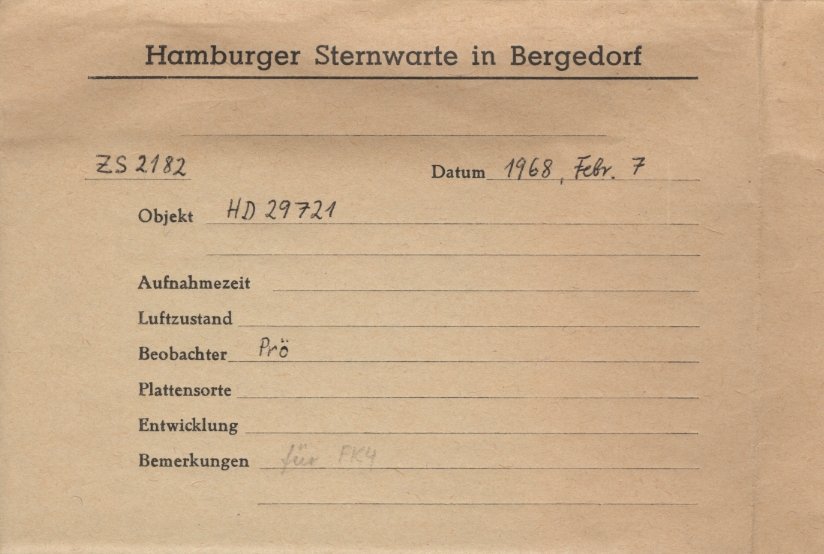 Hamburger Sternwarte in Bergedorf
ZS 2182 Datum 1968, Febr. 7
Objekt HD 29721
Aufnahmezeit
Luftzustand
Beobachter Prö
Plattensorte
Entwicklung
Bemerkungen für FK4